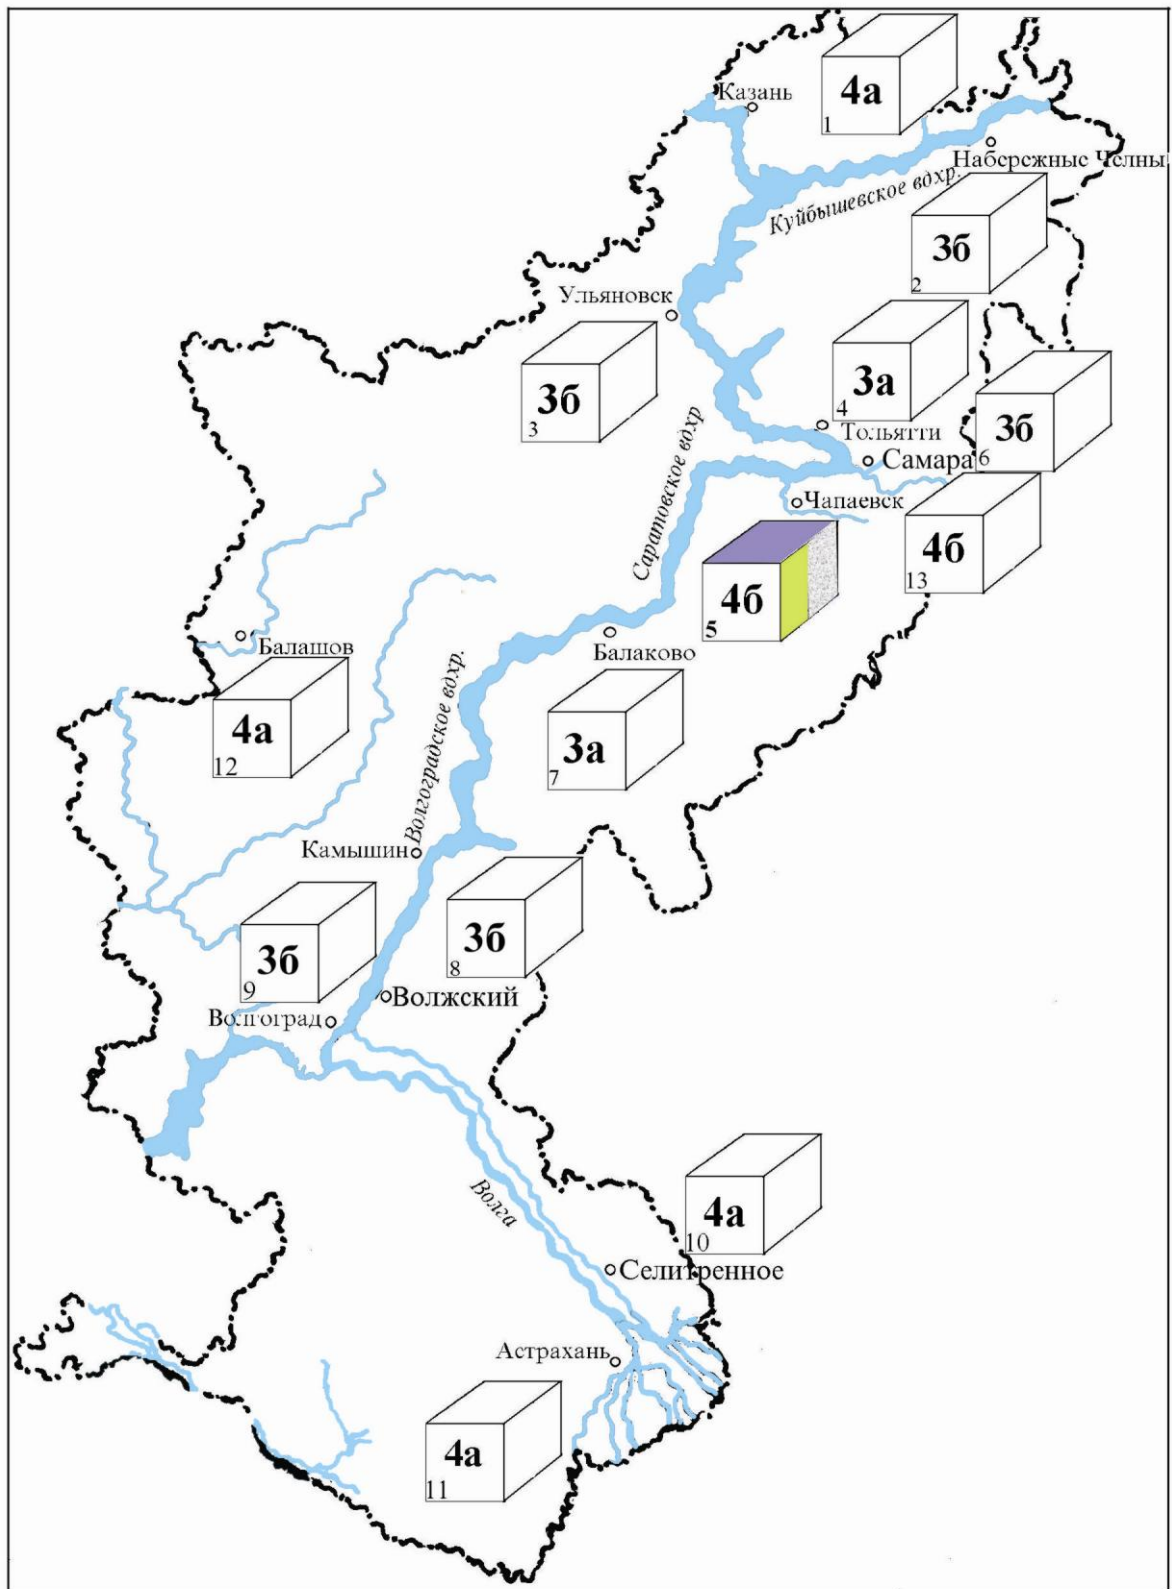 4а
1
Казань
Набережные Челны
Куйбышевское вдхр.
3б
2
Ульяновск
3б
3
3а
4
Тольятти
3б
6
Самара
Саратовское вдхр
Чапаевск
4б
13
4б
5
Балаково
Балашов
4а
12
Волгоградское вдхр.
3а
7
Камышин
3б
8
3б
9
Волжский
Волгоград
Волга
4а
10
Селитренное
Астрахань
4а
11